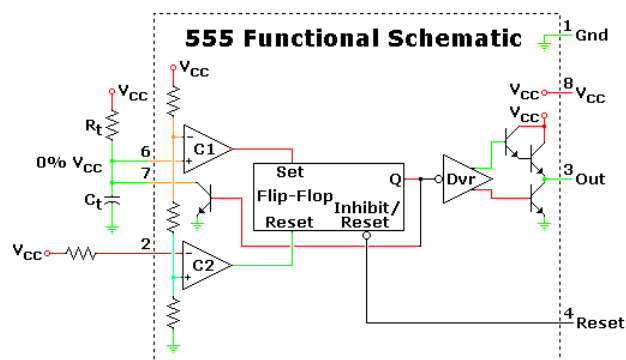 555 Functional Schematic
1 Gnd
VCC
VCC 8 VCC
VCC
VCC
Rt
0% VCC
6
7
Ct
C1
Set
Flip-Flop
Q
Inhibit/
Reset
Reset
Dvr
3 Out
2
VCC
C2
4
Reset